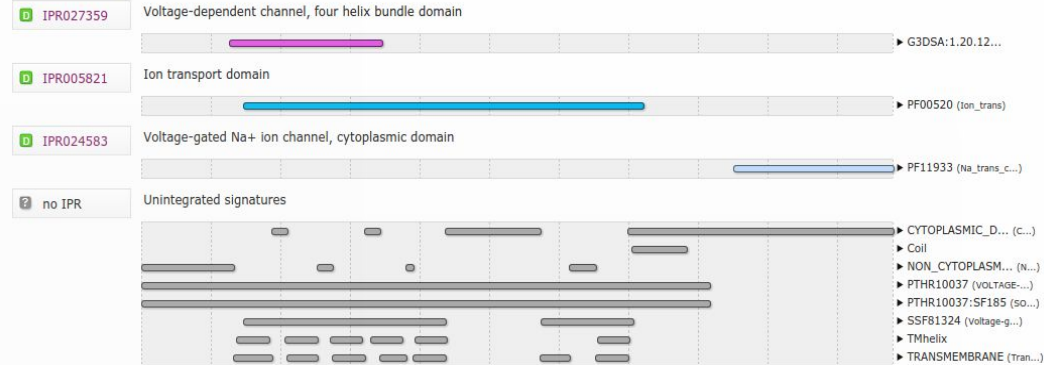 D IPR027359 Voltage-dependent channel, four helix bundle domain
G3DSA:1.20.12...
D IPR005821 Ion transport domain
PF00520 (Ion_trans)
D IPR024583 Voltage-gated Na+ ion channel, cytoplasmic domain
PF11933 (Na_trans_c...)
? no IPR Unintegrated signatures
CYTOPLASMIC_D... (C...)
Coil
NON_CYTOPLASM... (N...)
PTHR10037 (VOLTAGE-...)
PTHR10037:SF185 (SO...)
SSF81324 (Voltage-g...)
TMhelix
TRANSMEMBRANE (Tran...)